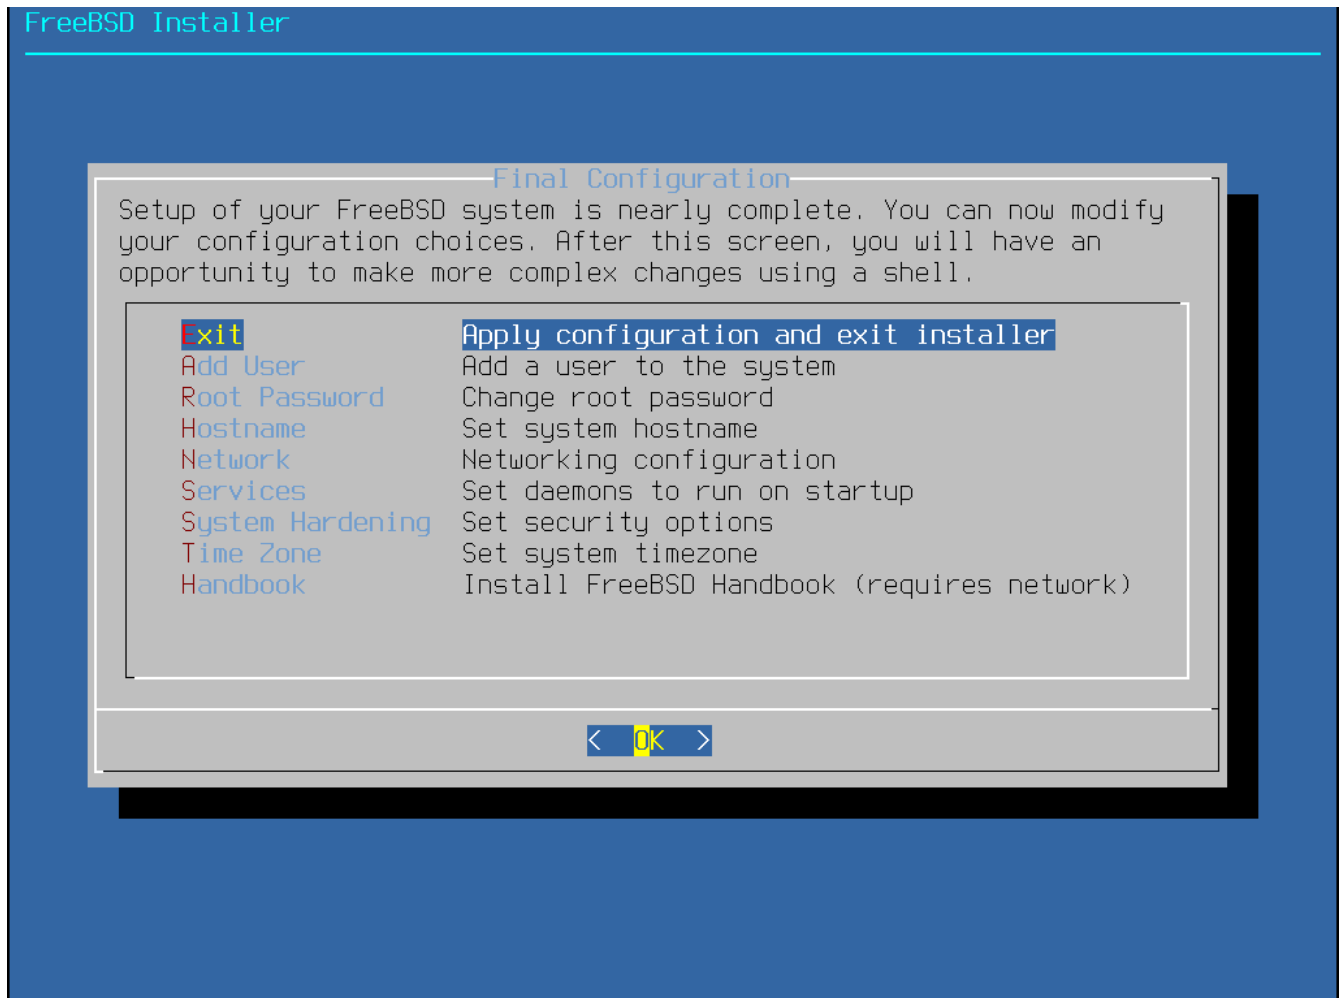 FreeBSD Installer
Final Configuration
Setup of your FreeBSD system is nearly complete. You can now modify
your configuration choices. After this screen, you will have an
opportunity to make more complex changes using a shell.
Exit Apply configuration and exit installer
Add User Add a user to the system
Root Password Change root password
Hostname Set system hostname
Network Networking configuration
Services Set daemons to run on startup
System Hardening Set security options
Time Zone Set system timezone
Handbook Install FreeBSD Handbook (requires network)
< OK >